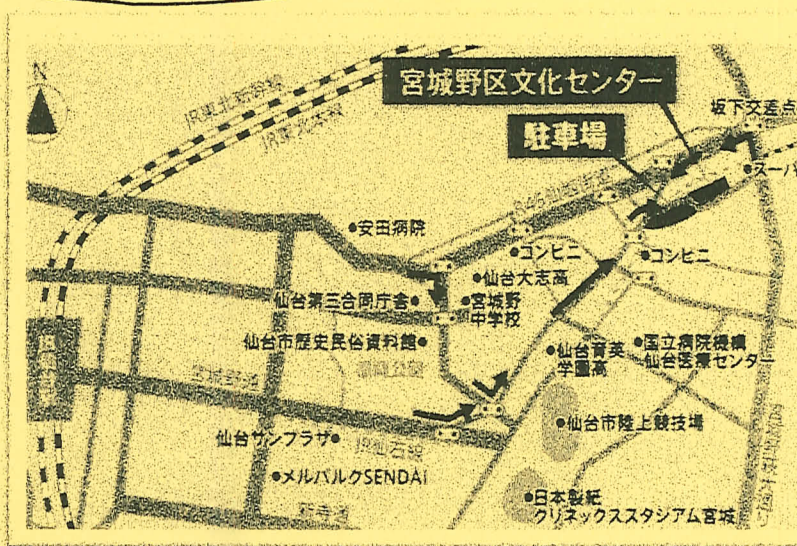 N
JR東北新幹線
JR東北本線
宮城野区文化センター
駐車場
坂下交差点
スーパ
安田病院
コンビニ
コンビニ
仙台大志高
仙台第三合同庁舎
宮城野
中学校
仙台市歴史民俗資料館
仙台育英
学園高
国立病院機構
仙台医療センター
仙台サンプラザ
JR仙石線
仙台市陸上競技場
メルパルクSENDAI
日本製紙
クリネックススタジアム宮城